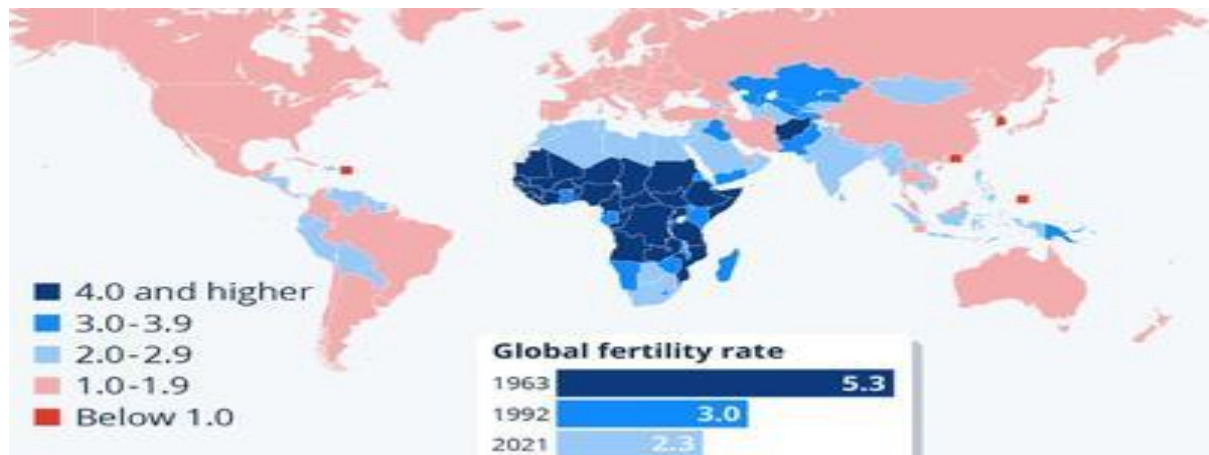 4.0 and higher
3.0-3.9
2.0-2.9
1.0-1.9
Below 1.0
Global fertility rate
1963 5.3
1992 3.0
2021 2.3